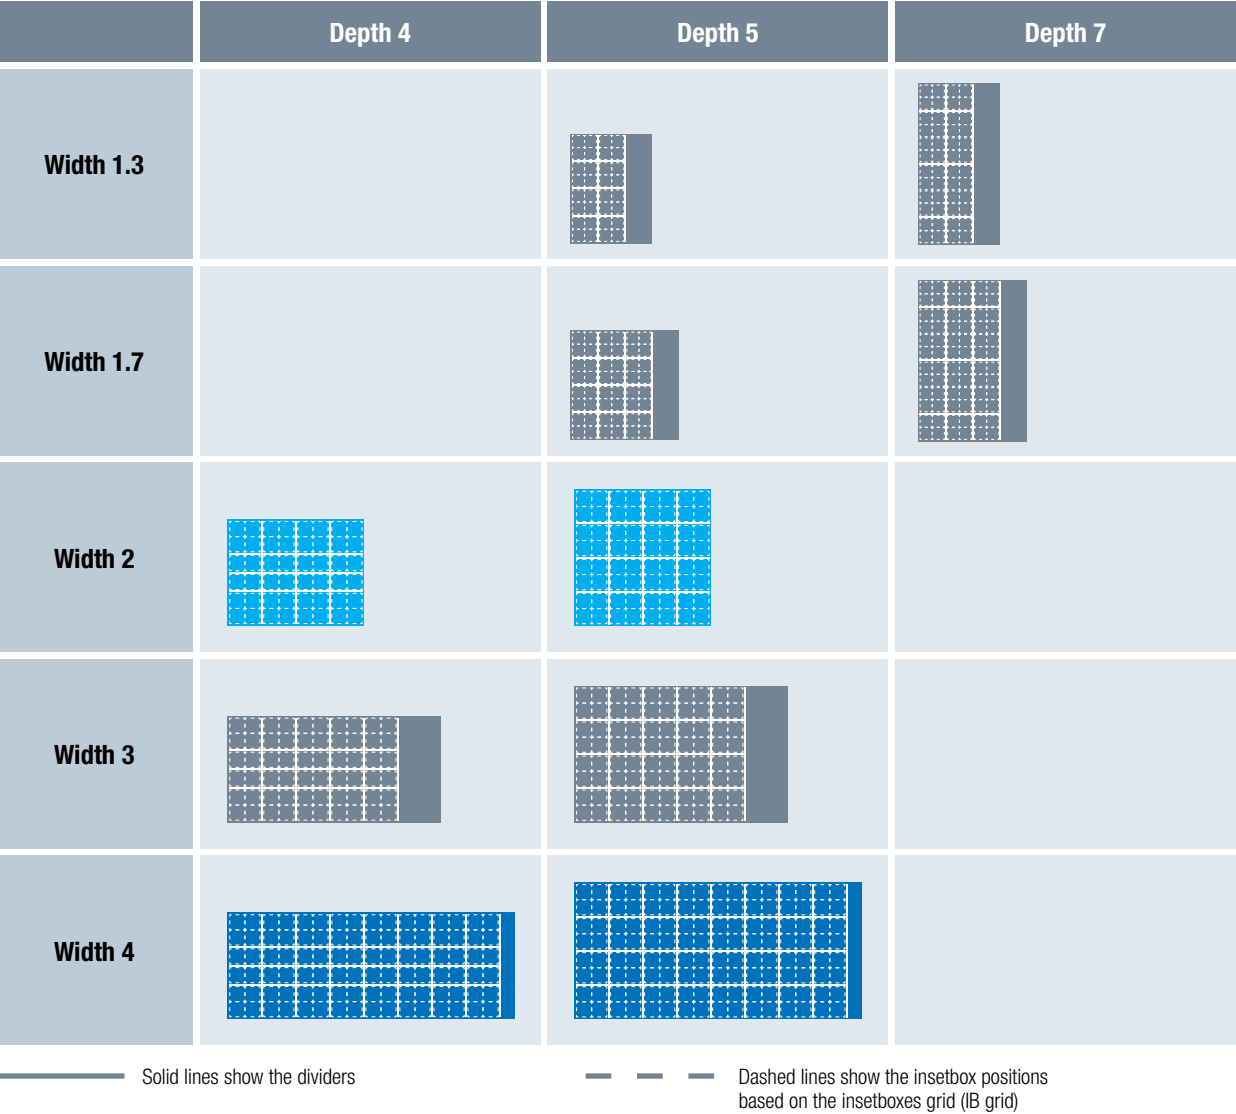 Depth 4
Depth 5
Depth 7
Width 1.3
Width 1.7
Width 2
Width 3
Width 4
Solid lines show the dividers
Dashed lines show the insetbox positions
based on the insetboxes grid (IB grid)